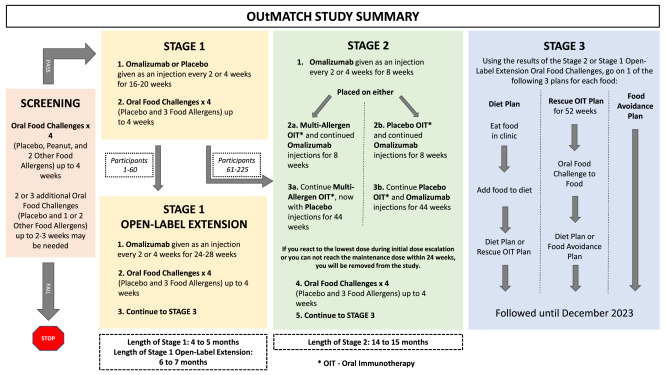 OUtMATCH STUDY SUMMARY
PASS
SCREENING
Oral Food Challenges x
4
(Placebo, Peanut, and
2 Other Food
Allergens) up to 4
weeks
2 or 3 additional Oral
Food Challenges
(Placebo and 1 or 2
Other Food Allergens)
up to 2-3 weeks may
be needed
FAIL
STOP
STAGE 1
1. Omalizumab or Placebo
given as an injection every 2 or 4 weeks
for 16-20 weeks
2. Oral Food Challenges x 4
(Placebo and 3 Food Allergens) up
to 4 weeks
Participants
1-60
Participants
61-225
STAGE 1
OPEN-LABEL EXTENSION
1. Omalizumab given as an injection
every 2 or 4 weeks for 24-28 weeks
2. Oral Food Challenges x 4
(Placebo and 3 Food Allergens) up to 4
weeks
3. Continue to STAGE 3
Length of Stage 1: 4 to 5 months
Length of Stage 1 Open-Label Extension:
6 to 7 months
STAGE 2
1. Omalizumab given as an injection
every 2 or 4 weeks for 8 weeks
Placed on either
2a. Multi-Allergen
OIT* and continued
Omalizumab
injections for 8
weeks
2b. Placebo OIT*
and continued
Omalizumab
injections for 8 weeks
3a. Continue Multi-
Allergen OIT*, now
with Placebo
injections for 44
weeks
3b. Continue Placebo
OIT* and Omalizumab
injections for 44 weeks
If you react to the lowest dose during initial dose escalation
or you can not reach the maintenance dose within 24 weeks,
you will be removed from the study.
4. Oral Food Challenges x 4
(Placebo and 3 Food Allergens) up to 4
weeks
5. Continue to STAGE 3
Length of Stage 2: 14 to 15 months
* OIT - Oral Immunotherapy
STAGE 3
Using the results of the Stage 2 or Stage 1 Open-
Label Extension Oral Food Challenges, go on 1 of the
following 3 plans for each food:
Diet Plan
Eat food
in clinic
Add food to diet
Diet Plan or
Rescue OIT Plan
Rescue OIT Plan
for 52 weeks
Oral Food
Challenge to
Food
Diet Plan or
Food Avoidance
Plan
Food
Avoidance
Plan
Followed until December 2023